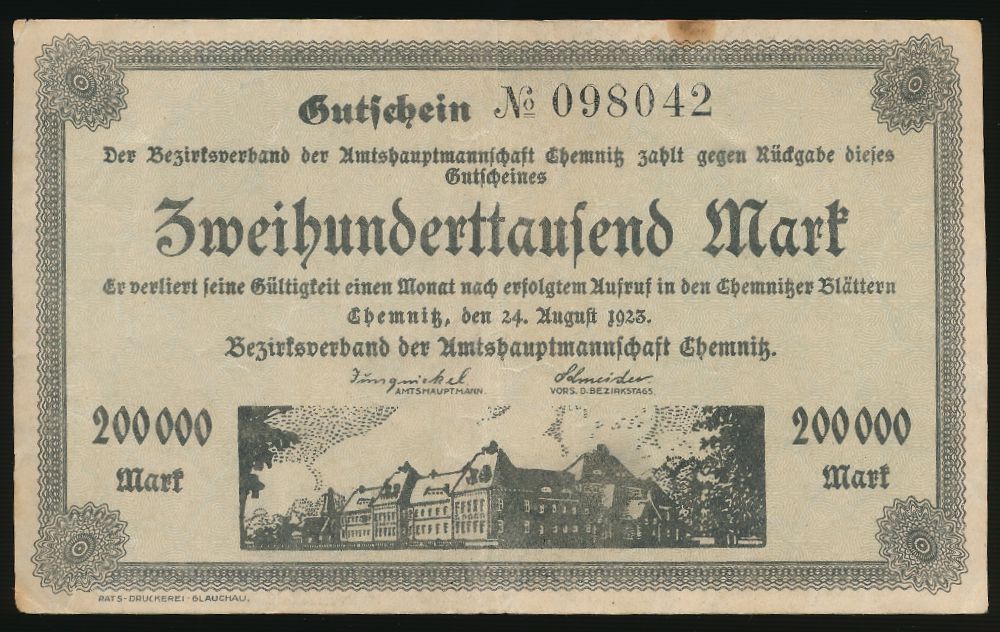 Gutschein № 098042
Der Bezirksverband der Amtshauptmannschaft Chemnitz zahlt gegen Rückgabe dieses
Gutscheines
Zweihunderttausend Mark
Er verliert seine Gültigkeit einen Monat nach erfolgtem Aufruf in den Chemnitzer Blättern
Chemnitz, den 24. August 1923.
Bezirksverband der Amtshauptmannschaft Chemnitz.
Jungnickel Schneider
AMTSHAUPTMANN. VORS. D. BEZIRKSTAGS.
200000 200000
Mark Mark
RATS-DRUCKEREI-GLAUCHAU.